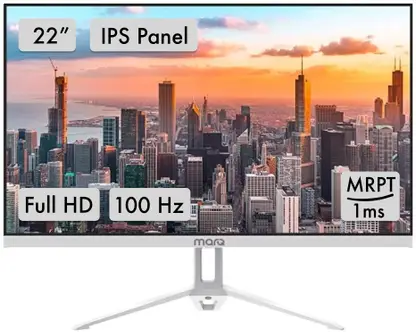 22”
IPS Panel
Full HD
100 Hz
MRPT
1ms
marq